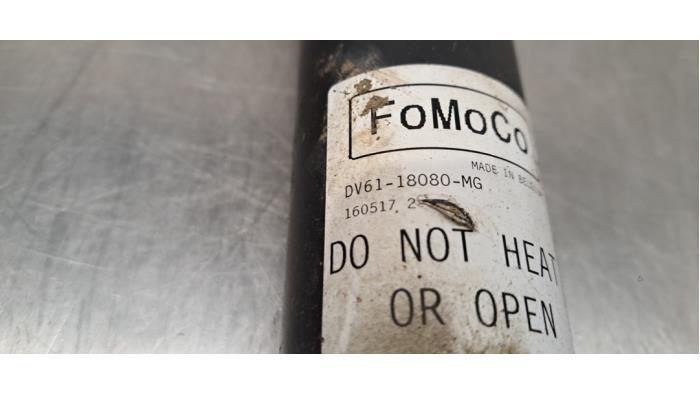 FoMoCo
MADE IN
DV61-18080-MG
160517
DO NOT HEAT
OR OPEN